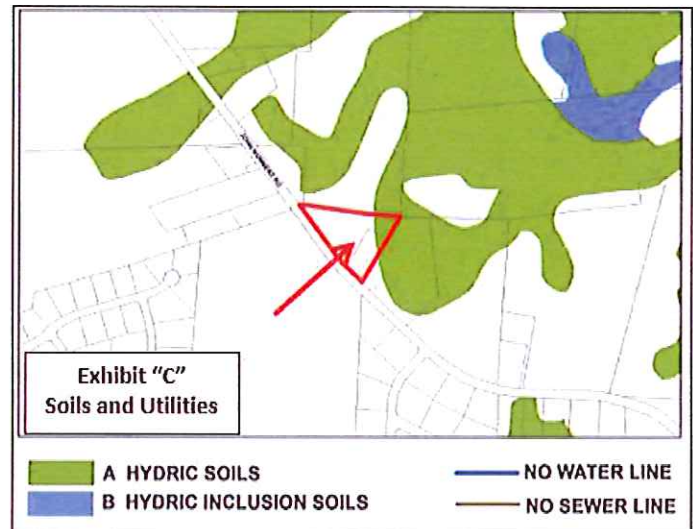 Exhibit "C"
Soils and Utilities
A HYDRIC SOILS
NO WATER LINE
B HYDRIC INCLUSION SOILS
NO SEWER LINE